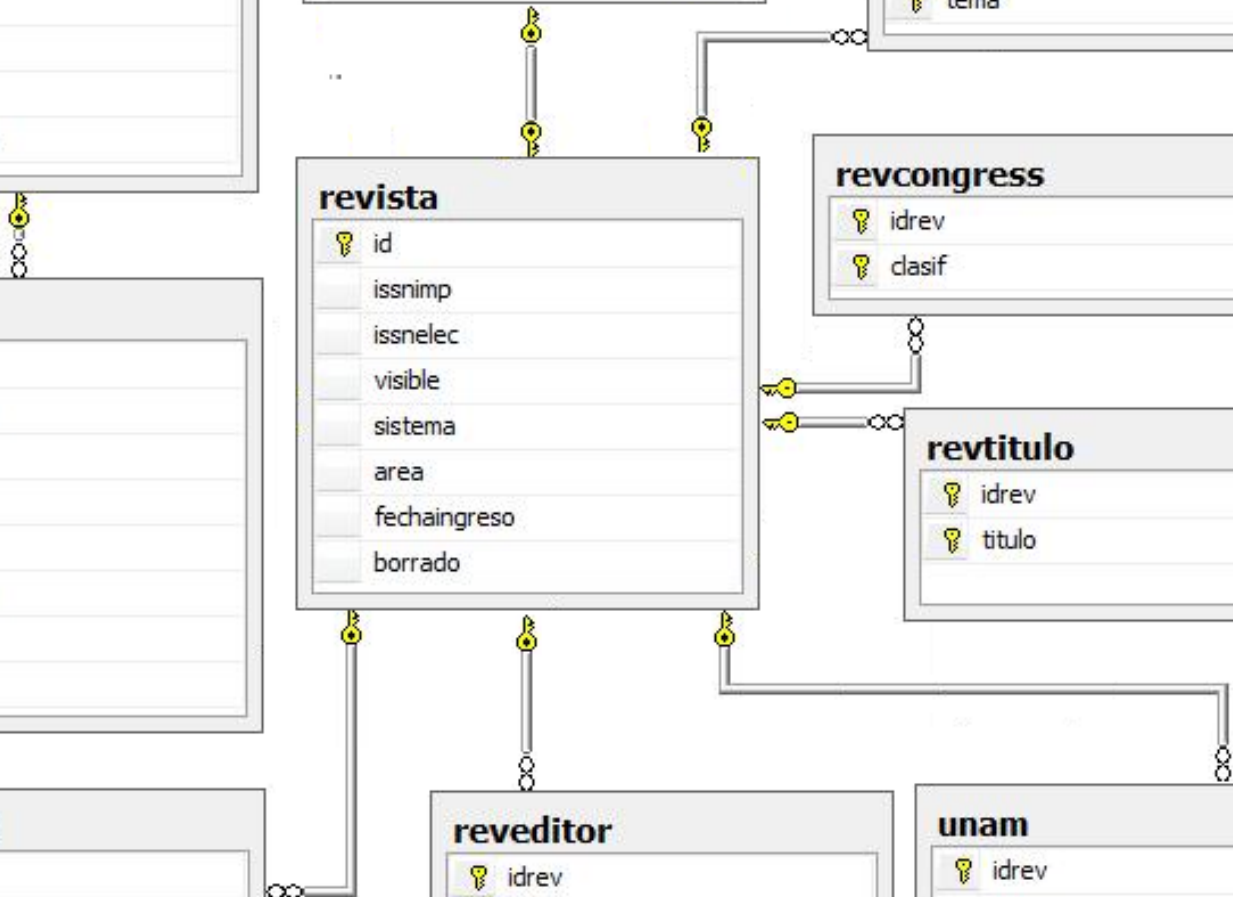 tema
revista
id
issnimp
issnelec
visible
sistema
area
fechaingreso
borrado
revcongress
idrev
clasif
revtitulo
idrev
titulo
reveditor
idrev
unam
idrev